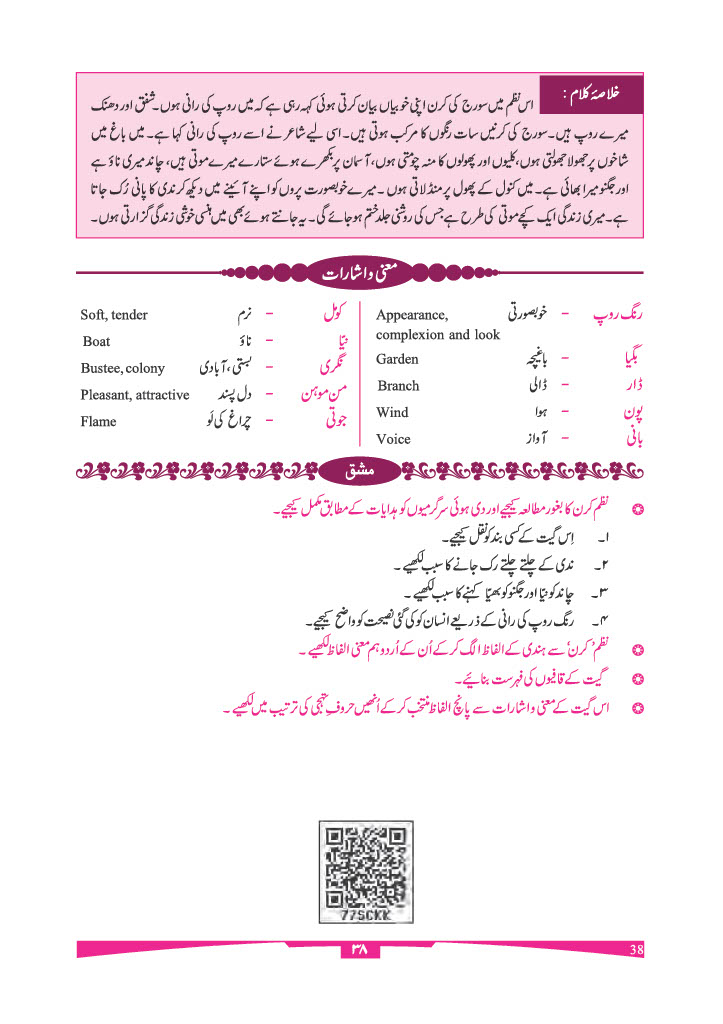 خلاصۂ کلام :
اس نظم میں سورج کی کرن اپنی خوبیاں بیان کرتی ہوئی کہہ رہی ہے کہ میں روپ کی رانی ہوں۔ شفق اور دھنک
میرے روپ ہیں۔ سورج کی کرنیں سات رنگوں کا مرکب ہوتی ہیں۔ اسی لیے شاعر نے اسے روپ کی رانی کہا ہے۔ میں باغ میں
شاخوں پر جھولا جھولتی ہوں، کلیوں اور پھولوں کا منہ چومتی ہوں، آسمان پر بکھرے ہوئے ستارے میرے موتی ہیں، چاند میری ناؤ ہے
اور جگنو میرا بھائی ہے۔ میں کنول کے پھول پر منڈلاتی ہوں۔ میرے خوبصورت پروں کو اپنے آئینے میں دیکھ کر ندی کا پانی رُک جاتا
ہے۔ میری زندگی ایک کچے موتی کی طرح ہے جس کی روشنی جلد ختم ہو جائے گی۔ یہ جانتے ہوئے بھی میں ہنسی خوشی زندگی گزارتی ہوں۔
معنی و اشارات
رنگ روپ - خوبصورتی Appearance,
complexion and look
بگیا - باغیچہ Garden
ڈار - ڈالی Branch
پون - ہوا Wind
بانی - آواز Voice
کومل - نرم Soft, tender
نیّا - ناؤ Boat
نگری - بستی، آبادی Bustee, colony
من موہن - دل پسند Pleasant, attractive
جوتی - چراغ کی لَو Flame
مشق
نظم کرن کا بغور مطالعہ کیجیے اور دی ہوئی سرگرمیوں کو ہدایات کے مطابق مکمل کیجیے۔
۱۔ اِس گیت کے کسی بند کو نقل کیجیے۔
۲۔ ندی کے چلتے چلتے رک جانے کا سبب لکھیے۔
۳۔ چاند کو نیّا اور جگنو کو بھیّا کہنے کا سبب لکھیے۔
۴۔ رنگ روپ کی رانی کے ذریعے انسان کو کی گئی نصیحت کو واضح کیجیے۔
نظم 'کرن' سے ہندی کے الفاظ الگ کر کے اُن کے اُردو ہم معنی الفاظ لکھیے۔
گیت کے قافیوں کی فہرست بنائیے۔
اس گیت کے معنی و اشارات سے پانچ الفاظ منتخب کر کے اُنھیں حروفِ تہجی کی ترتیب میں لکھیے۔
77SCKK
۳۸
38